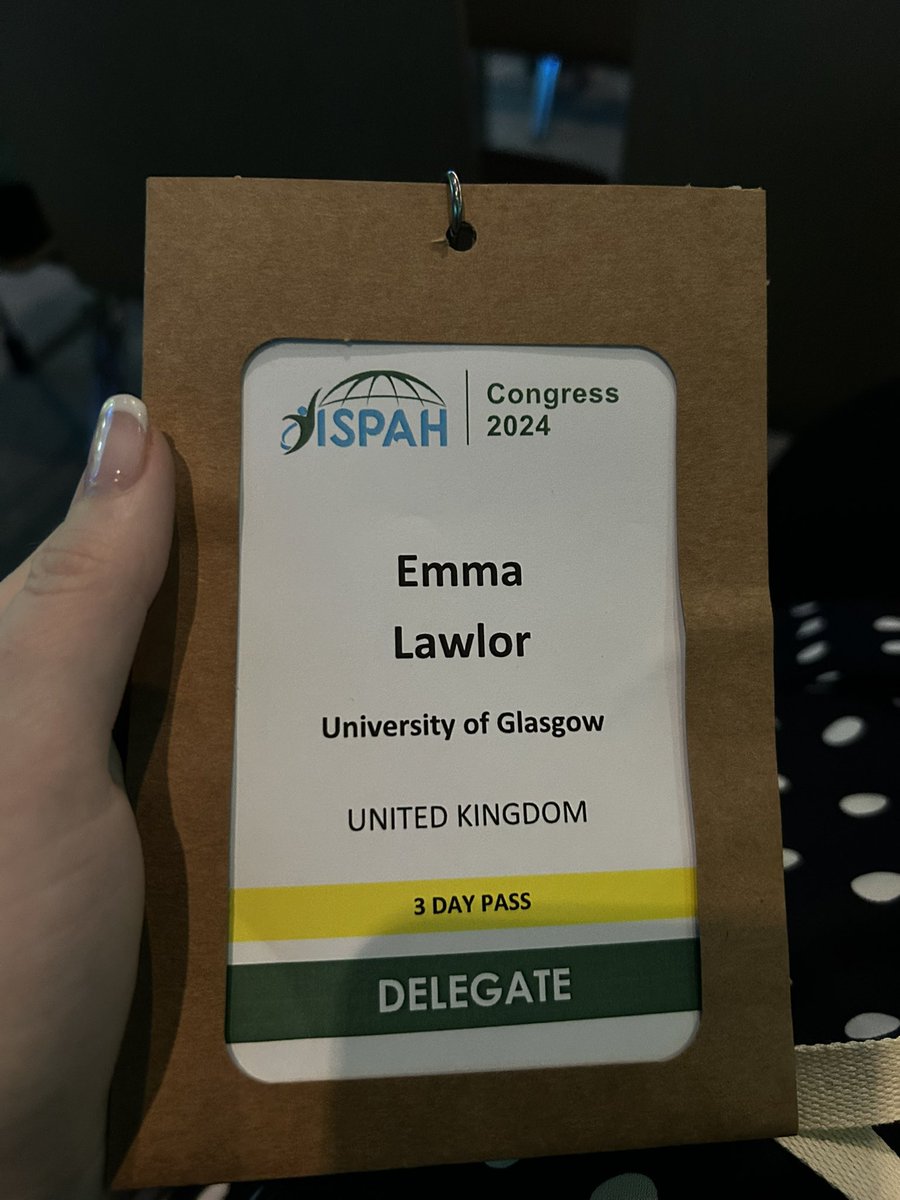 ISPAH
Congress
2024
Emma
Lawlor
University of Glasgow
UNITED KINGDOM
3 DAY PASS
DELEGATE